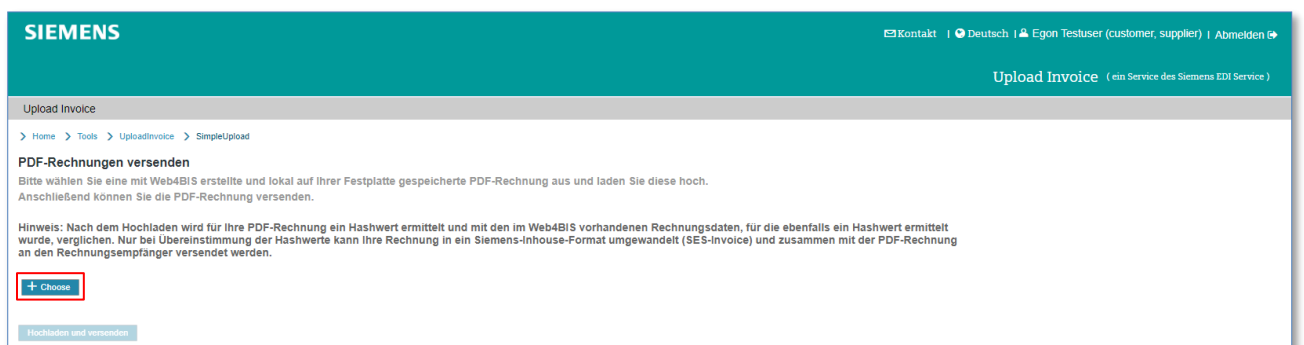 SIEMENS
Kontakt | Deutsch | Egon Testuser (customer, supplier) | Abmelden
Upload Invoice ( ein Service des Siemens EDI Service )
Upload Invoice
> Home > Tools > UploadInvoice > SimpleUpload
PDF-Rechnungen versenden
Bitte wählen Sie eine mit Web4BIS erstellte und lokal auf Ihrer Festplatte gespeicherte PDF-Rechnung aus und laden Sie diese hoch.
Anschließend können Sie die PDF-Rechnung versenden.
Hinweis: Nach dem Hochladen wird für Ihre PDF-Rechnung ein Hashwert ermittelt und mit den im Web4BIS vorhandenen Rechnungsdaten, für die ebenfalls ein Hashwert ermittelt
wurde, verglichen. Nur bei Übereinstimmung der Hashwerte kann Ihre Rechnung in ein Siemens-Inhouse-Format umgewandelt (SES-Invoice) und zusammen mit der PDF-Rechnung
an den Rechnungsempfänger versendet werden.
+ Choose
Hochladen und versenden